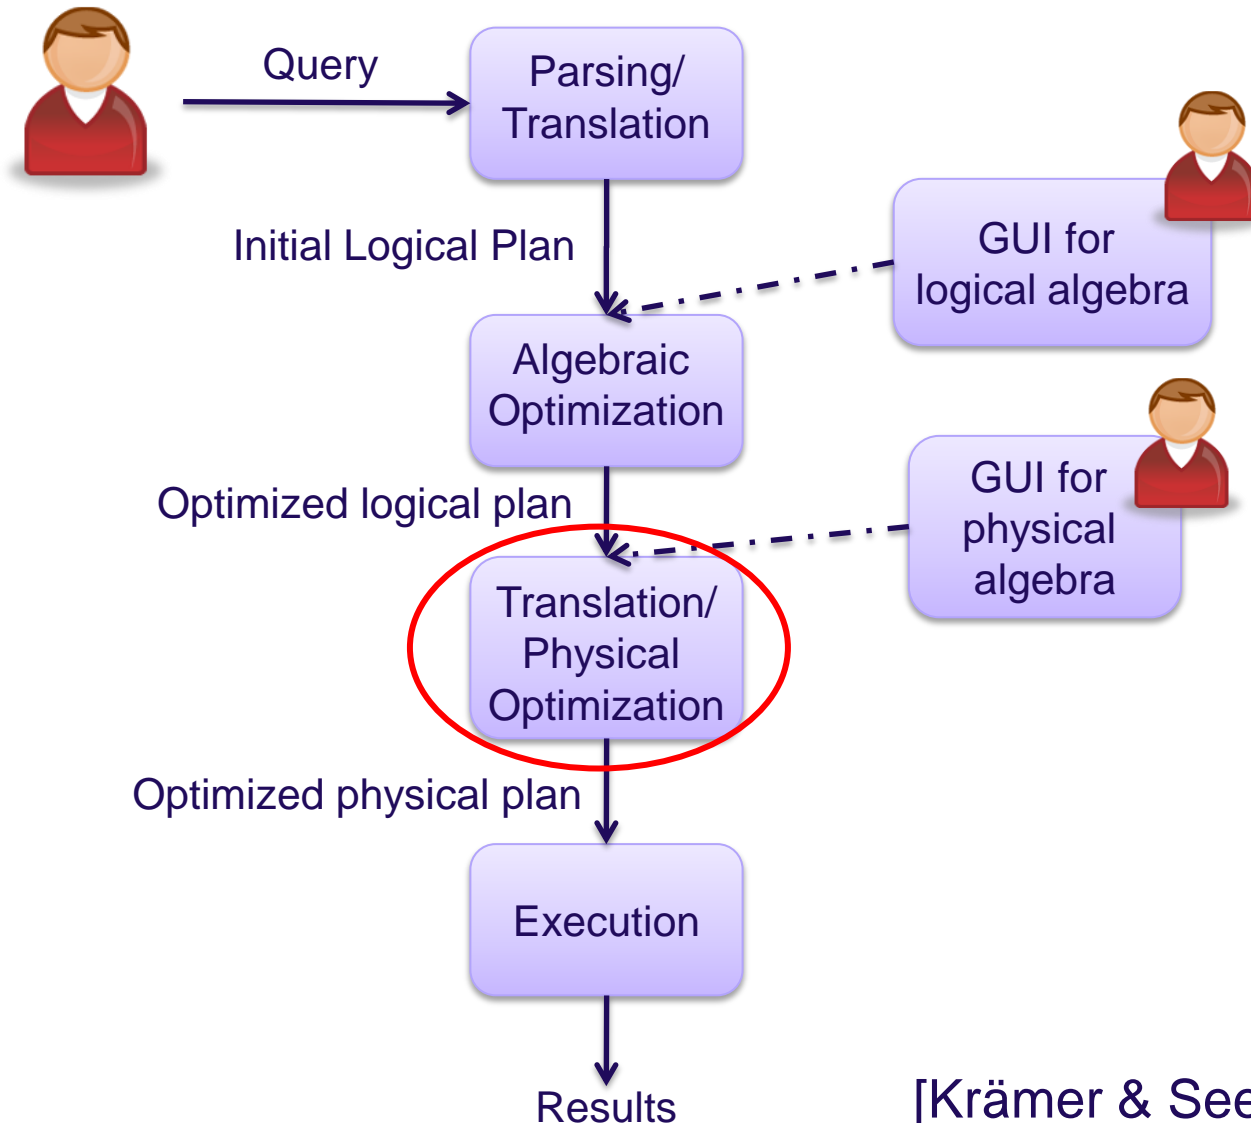 Query
Parsing/
Translation
Initial Logical Plan
GUI for
logical algebra
Algebraic
Optimization
Optimized logical plan
GUI for
physical
algebra
Translation/
Physical
Optimization
Optimized physical plan
Execution
Results
[Krämer & See